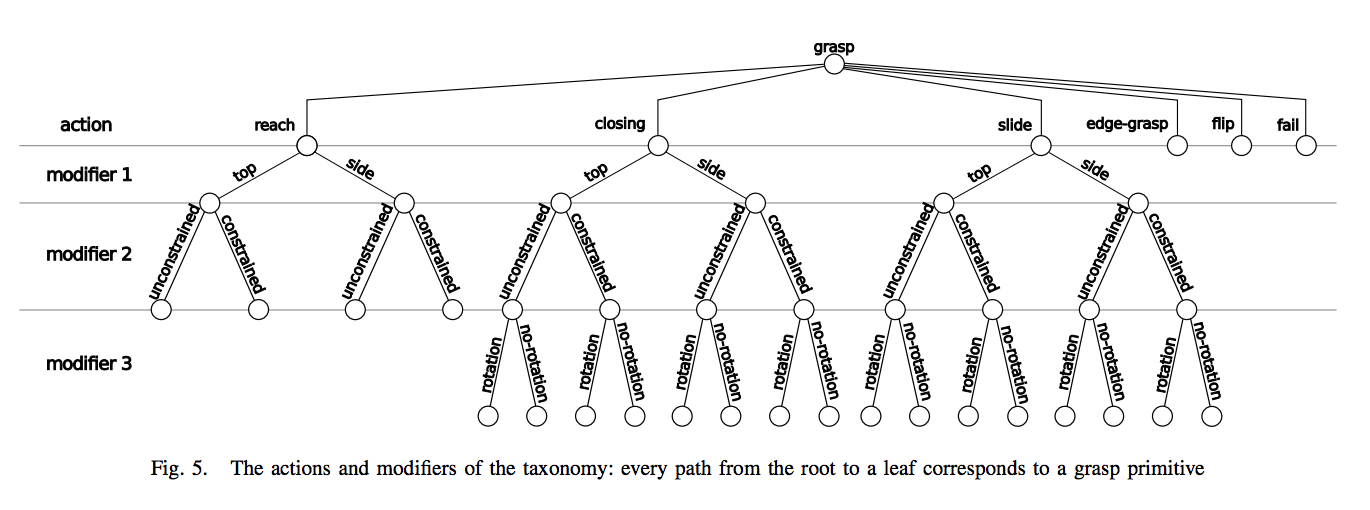 grasp
action reach closing slide edge-grasp flip fail
modifier 1 top side top side top side
modifier 2 unconstrained constrained unconstrained constrained unconstrained constrained unconstrained constrained unconstrained constrained unconstrained constrained
modifier 3 rotation no-rotation rotation no-rotation rotation no-rotation rotation no-rotation rotation no-rotation rotation no-rotation rotation no-rotation rotation no-rotation
Fig. 5. The actions and modifiers of the taxonomy: every path from the root to a leaf corresponds to a grasp primitive